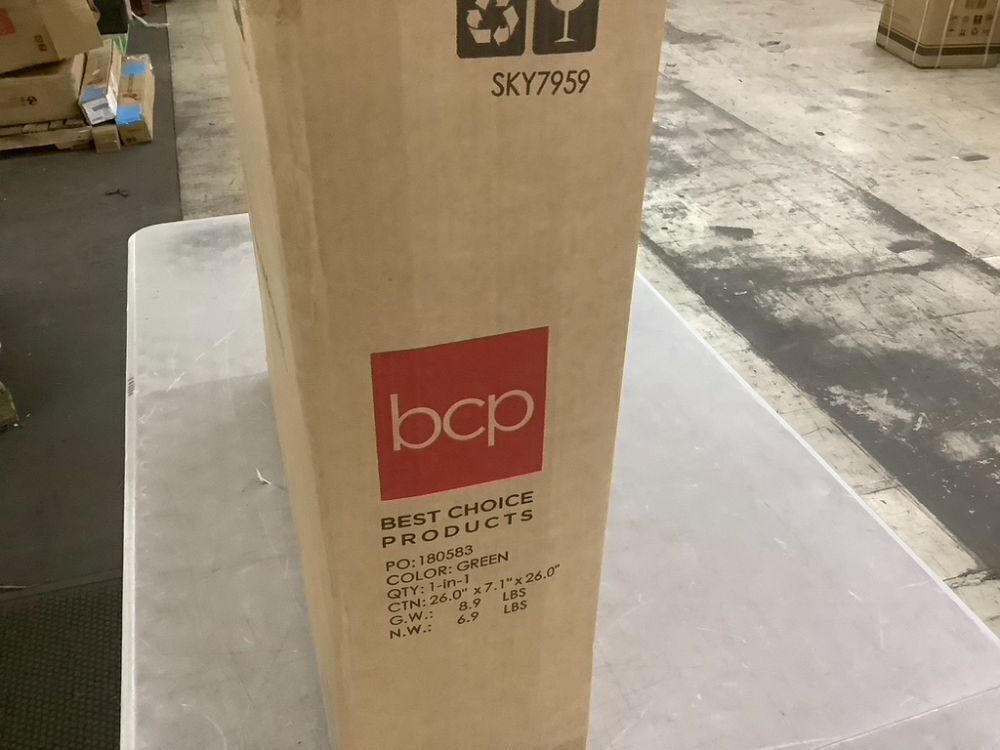 SKY7959
bcp
BEST CHOICE
PRODUCTS
PO: 180583
COLOR: GREEN
QTY: 1-in-1
CTN: 26.0" x 7.1" x 26.0"
G.W.: 8.9 LBS
N.W.: 6.9 LBS